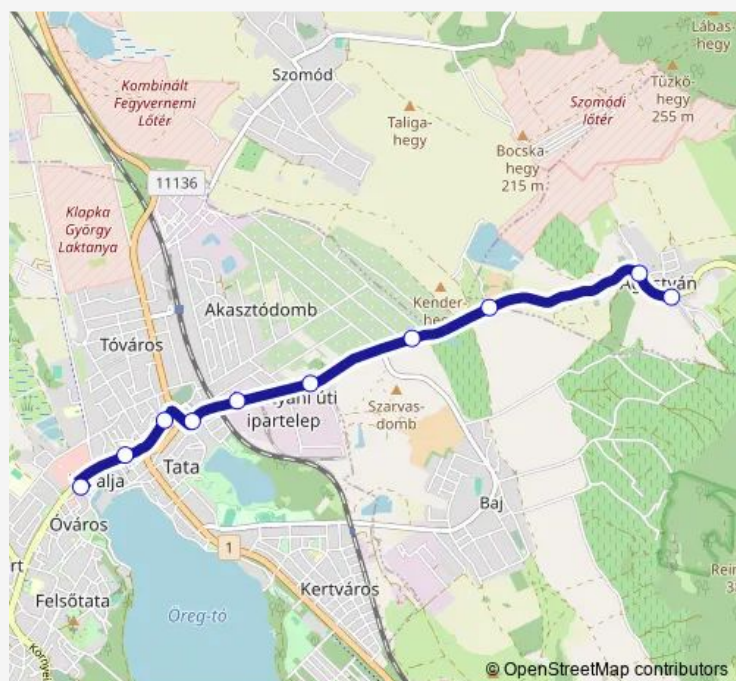 Lábas-
hegy
Szomód
Tűzkő-
hegy
255 m
Kombinált
Fegyvernemi
Lőtér
Taliga-
hegy
Szomódi
lőtér
Bocska-
hegy
215 m
11136
Klapka
György
Laktanya
Akasztódomb
Kender-
Tóváros
úti
ipartelep
Szarvas-
domb
Tata
alja
Baj
Óváros
1
Kertváros
Felsőtata
Öreg-tó
© OpenStreetMap contributors